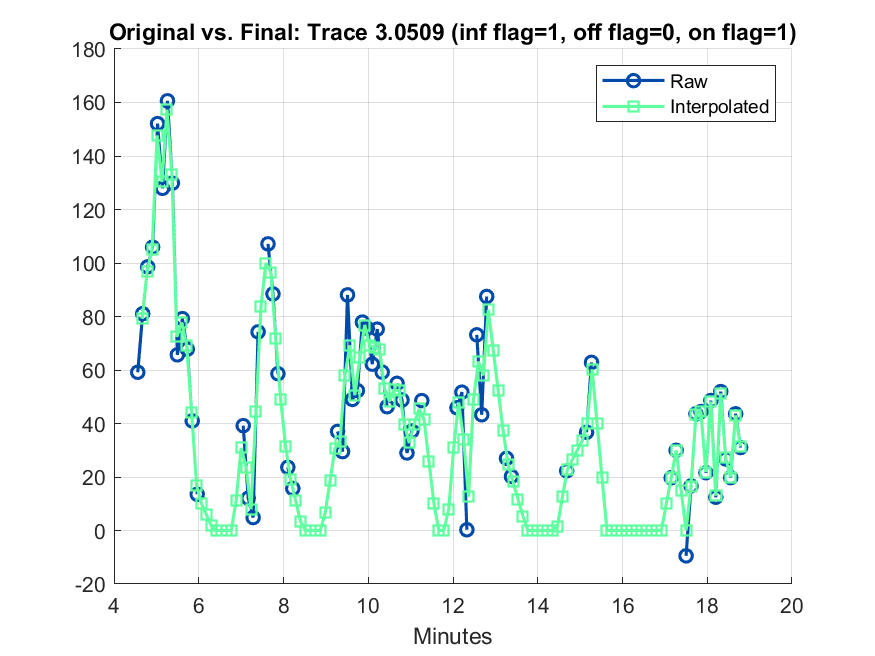 Original vs. Final: Trace 3.0509 (inf flag=1, off flag=0, on flag=1)
180
160
140
120
100
80
60
40
20
0
-20
Raw
Interpolated
4 6 8 10 12 14 16 18 20
Minutes